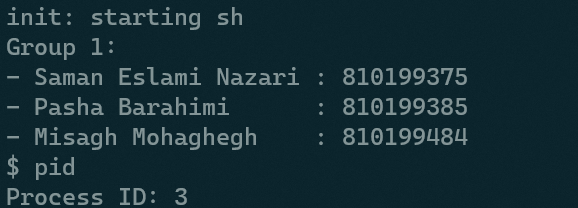 init: starting sh
Group 1:
- Saman Eslami Nazari : 810199375
- Pasha Barahimi      : 810199385
- Misagh Mohaghegh    : 810199484
$ pid
Process ID: 3